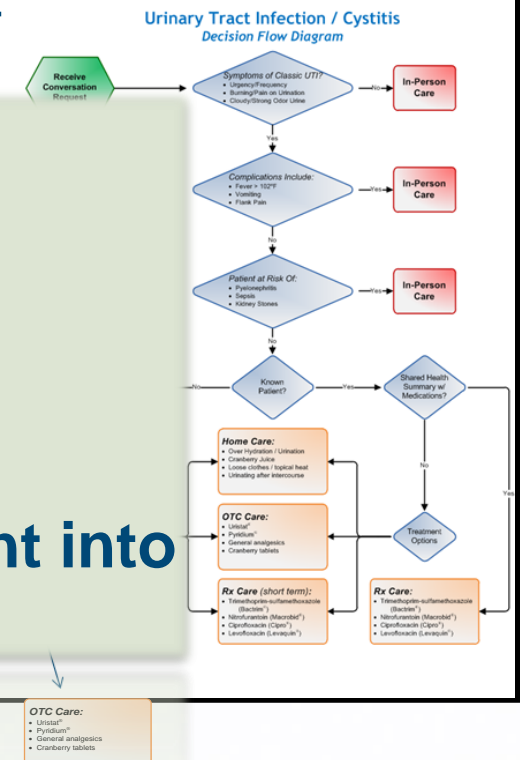 Urinary Tract Infection / Cystitis
Decision Flow Diagram
Receive
Conversation
Request
Symptoms of Classic UTI?
• Urgency/Frequency
• Burning/Pain on Urination
• Cloudy/Strong Odor Urine
No
In-Person
Care
Yes
Complications Include:
• Fever > 102°F
• Vomiting
• Flank Pain
Yes
In-Person
Care
No
Patient at Risk Of:
• Pyelonephritis
• Sepsis
• Kidney Stones
Yes
In-Person
Care
No
No
Known
Patient?
Yes
Shared Health
Summary w/
Medications?
No
Yes
Home Care:
• Over Hydration / Urination
• Cranberry Juice
• Loose clothes / topical heat
• Urinating after intercourse
OTC Care:
• Uristat®
• Pyridium®
• General analgesics
• Cranberry tablets
Treatment
Options
nt into
Rx Care (short term):
• Trimethoprim-sulfamethoxazole
(Bactrim®)
• Nitrofurantoin (Macrobid®)
• Ciprofloxacin (Cipro®)
• Levofloxacin (Levaquin®)
Rx Care:
• Trimethoprim-sulfamethoxazole
(Bactrim®)
• Nitrofurantoin (Macrobid®)
• Ciprofloxacin (Cipro®)
• Levofloxacin (Levaquin®)
OTC Care:
• Uristat®
• Pyridium®
• General analgesics
• Cranberry tablets